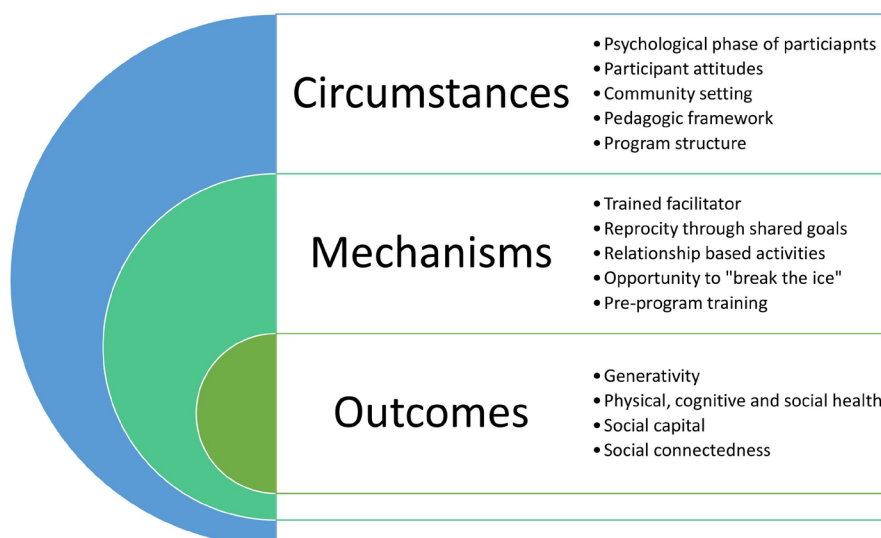 Circumstances
• Psychological phase of particiapnts
• Participant attitudes
• Community setting
• Pedagogic framework
• Program structure
Mechanisms
• Trained facilitator
• Reprocity through shared goals
• Relationship based activities
• Opportunity to "break the ice"
• Pre-program training
Outcomes
• Generativity
• Physical, cognitive and social health
• Social capital
• Social connectedness